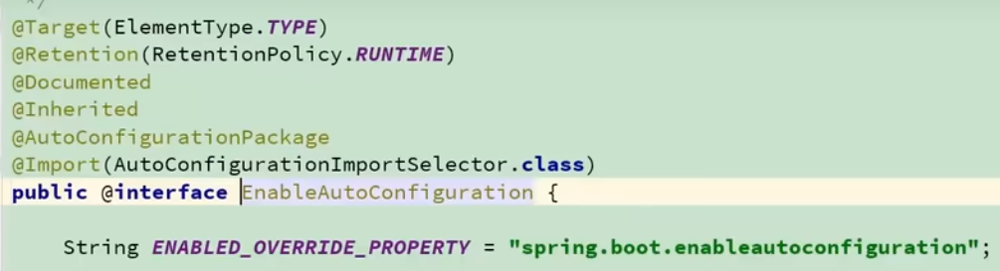 */
@Target(ElementType.TYPE)
@Retention(RetentionPolicy.RUNTIME)
@Documented
@Inherited
@AutoConfigurationPackage
@Import(AutoConfigurationImportSelector.class)
public @interface EnableAutoConfiguration {
String ENABLED_OVERRIDE_PROPERTY = "spring.boot.enableautoconfiguration";